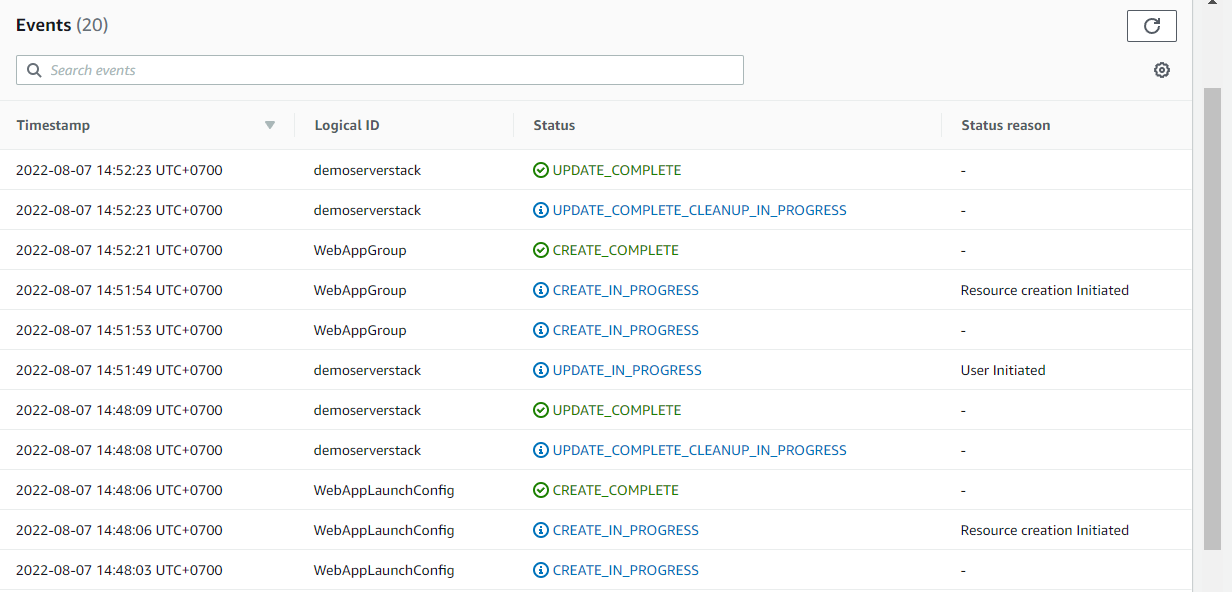 Events (20)
Search events
Timestamp Logical ID Status Status reason
2022-08-07 14:52:23 UTC+0700 demoserverstack UPDATE_COMPLETE -
2022-08-07 14:52:23 UTC+0700 demoserverstack UPDATE_COMPLETE_CLEANUP_IN_PROGRESS -
2022-08-07 14:52:21 UTC+0700 WebAppGroup CREATE_COMPLETE -
2022-08-07 14:51:54 UTC+0700 WebAppGroup CREATE_IN_PROGRESS Resource creation Initiated
2022-08-07 14:51:53 UTC+0700 WebAppGroup CREATE_IN_PROGRESS -
2022-08-07 14:51:49 UTC+0700 demoserverstack UPDATE_IN_PROGRESS User Initiated
2022-08-07 14:48:09 UTC+0700 demoserverstack UPDATE_COMPLETE -
2022-08-07 14:48:08 UTC+0700 demoserverstack UPDATE_COMPLETE_CLEANUP_IN_PROGRESS -
2022-08-07 14:48:06 UTC+0700 WebAppLaunchConfig CREATE_COMPLETE -
2022-08-07 14:48:06 UTC+0700 WebAppLaunchConfig CREATE_IN_PROGRESS Resource creation Initiated
2022-08-07 14:48:03 UTC+0700 WebAppLaunchConfig CREATE_IN_PROGRESS -